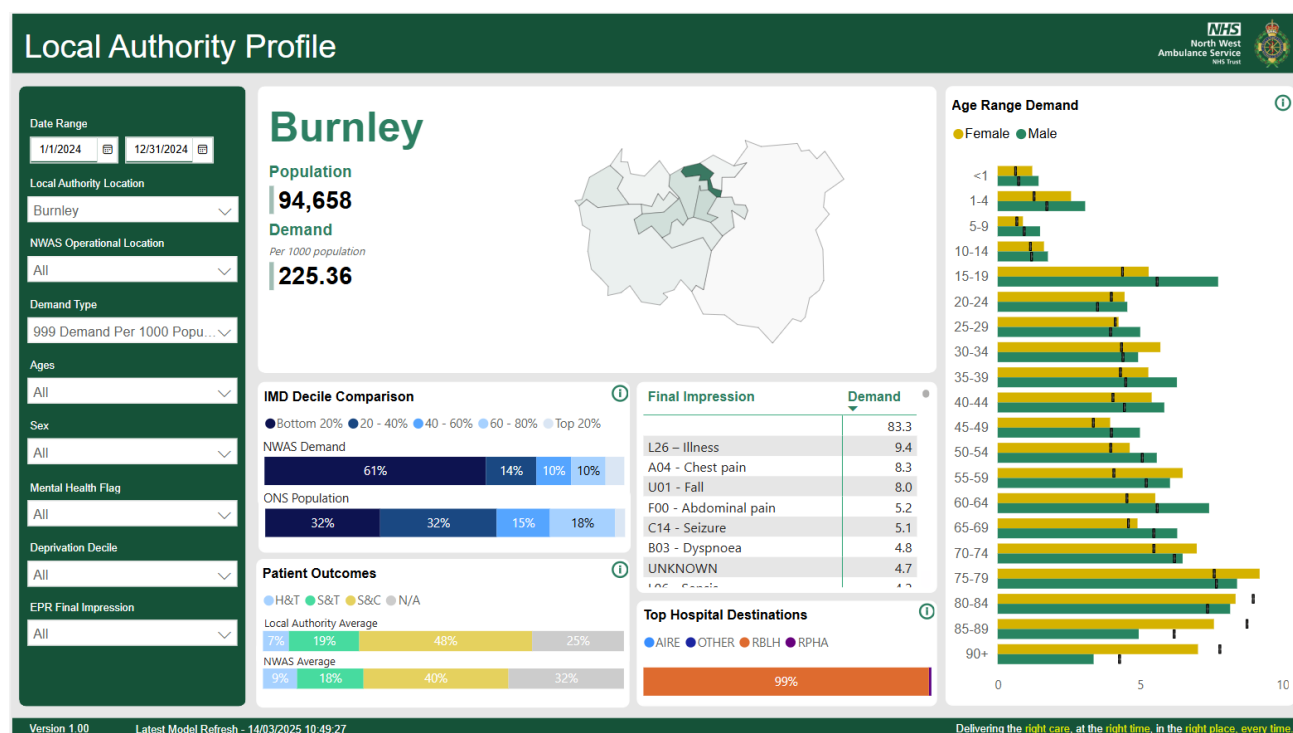 Local Authority Profile
NHS
North West
Ambulance Service
NHS Trust
Date Range
1/1/2024
12/31/2024
Local Authority Location
Burnley
NWAS Operational Location
All
Demand Type
999 Demand Per 1000 Popu...
Ages
All
Sex
All
Mental Health Flag
All
Deprivation Decile
All
EPR Final Impression
All
Burnley
Population
94,658
Demand
Per 1000 population
225.36
IMD Decile Comparison
Bottom 20% 20 - 40% 40 - 60% 60 - 80% Top 20%
NWAS Demand
61% 14% 10% 10%
ONS Population
32% 32% 15% 18%
Patient Outcomes
H&T S&T S&C N/A
Local Authority Average
7% 19% 48% 25%
NWAS Average
9% 18% 40% 32%
Final Impression Demand
83.3
L26 – Illness 9.4
A04 - Chest pain 8.3
U01 - Fall 8.0
F00 - Abdominal pain 5.2
C14 - Seizure 5.1
B03 - Dyspnoea 4.8
UNKNOWN 4.7
Top Hospital Destinations
AIRE OTHER RBLH RPHA
99%
Age Range Demand
Female Male
<1
1-4
5-9
10-14
15-19
20-24
25-29
30-34
35-39
40-44
45-49
50-54
55-59
60-64
65-69
70-74
75-79
80-84
85-89
90+
0 5 10
Version 1.00 Latest Model Refresh - 14/03/2025 10:49:27
Delivering the right care, at the right time, in the right place, every time